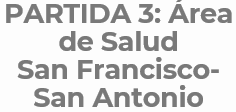 PARTIDA 3: Área
de Salud
San Francisco-
San Antonio